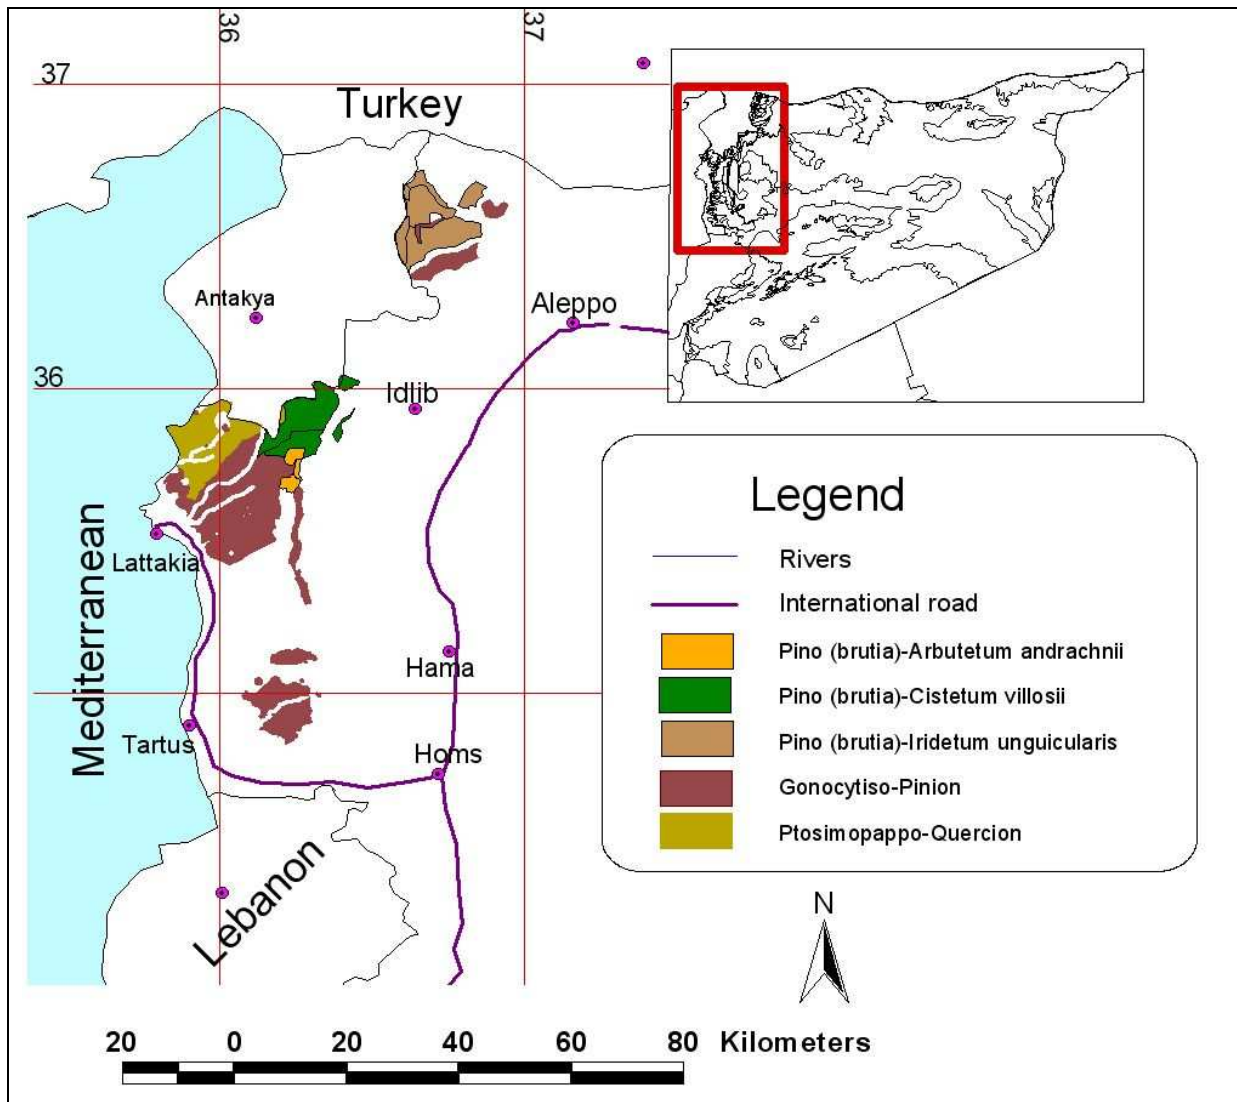 36
37
37
Turkey
Antakya
Aleppo
36
Idlib
Mediterranean
Lattakia
Hama
Tartus
Homs
Lebanon
Legend
Rivers
International road
Pino (brutia)-Arbutetum andrachnii
Pino (brutia)-Cistetum villosii
Pino (brutia)-Iridetum unguicularis
Gonocytiso-Pinion
Ptosimopappo-Quercion
N
20 0 20 40 60 80 Kilometers